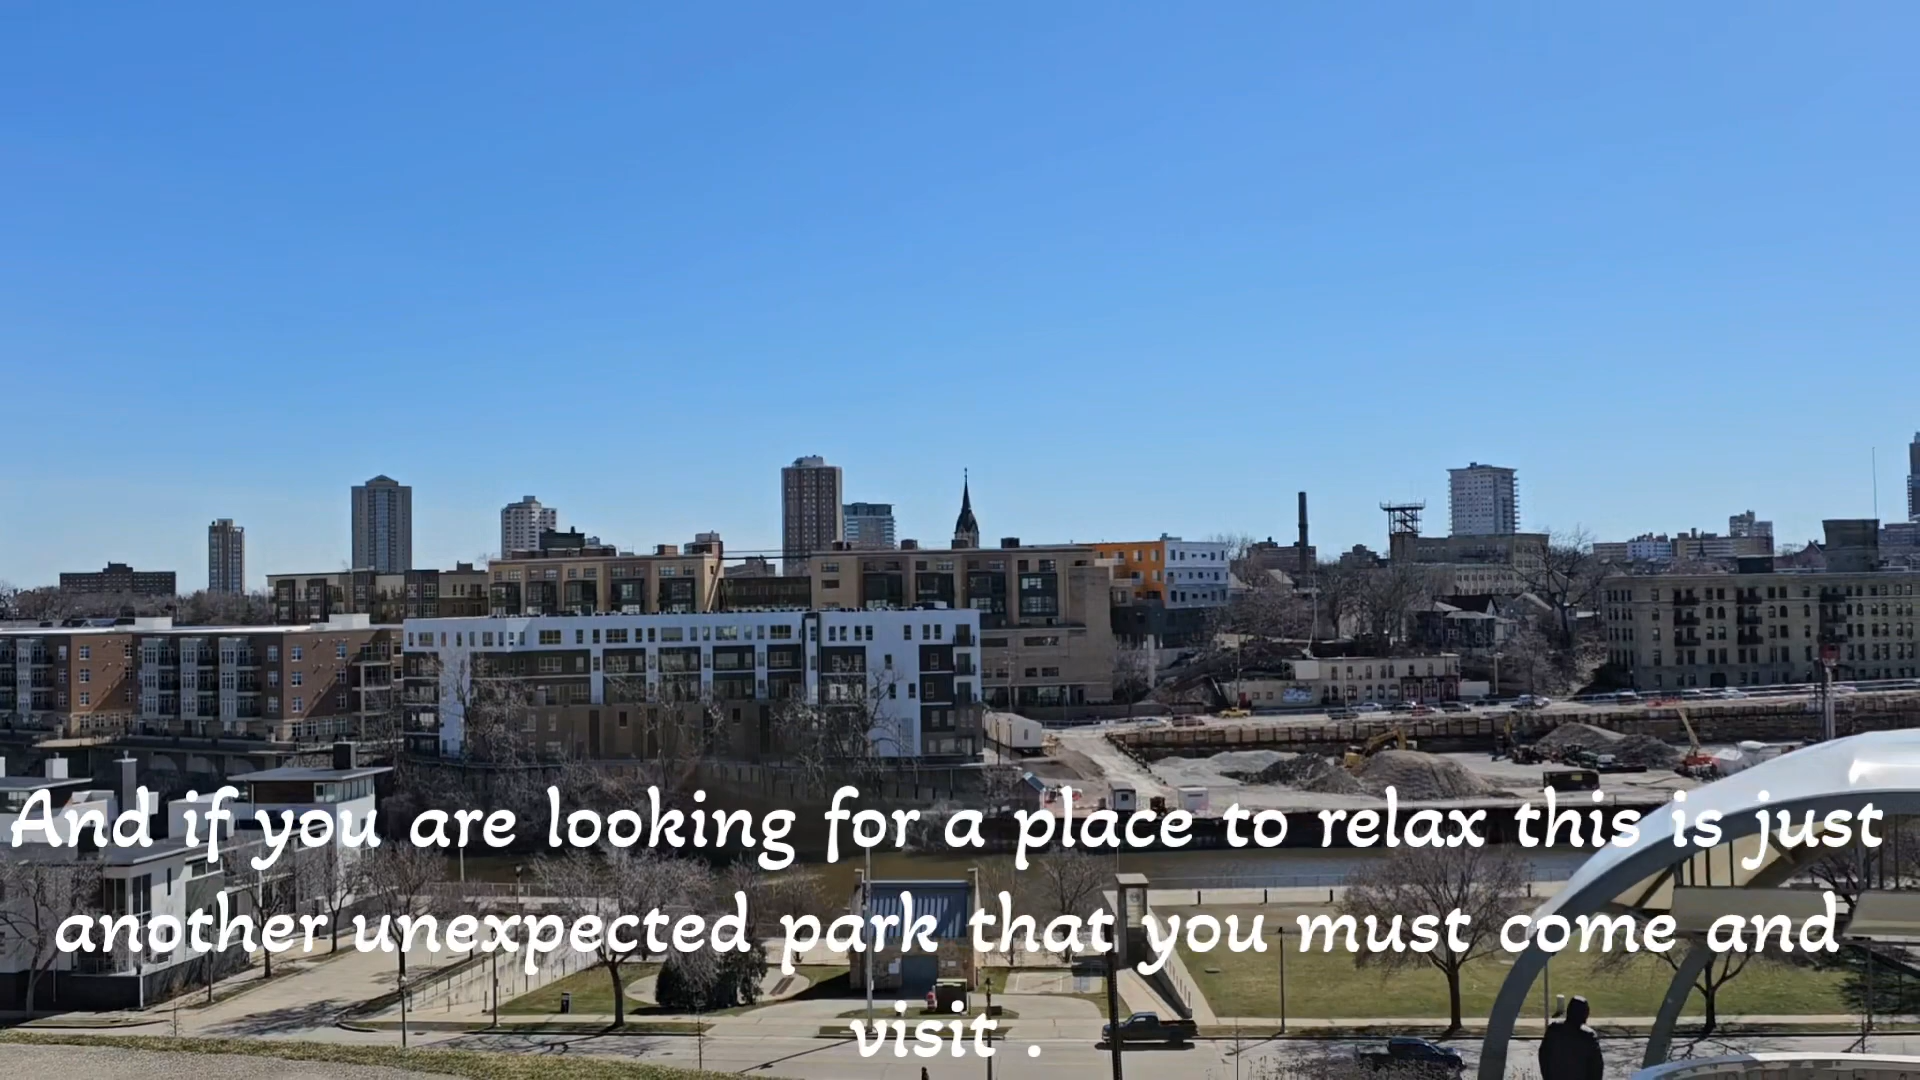 And if you are looking for a place to relax this is just
another unexpected park that you must come and
visit .